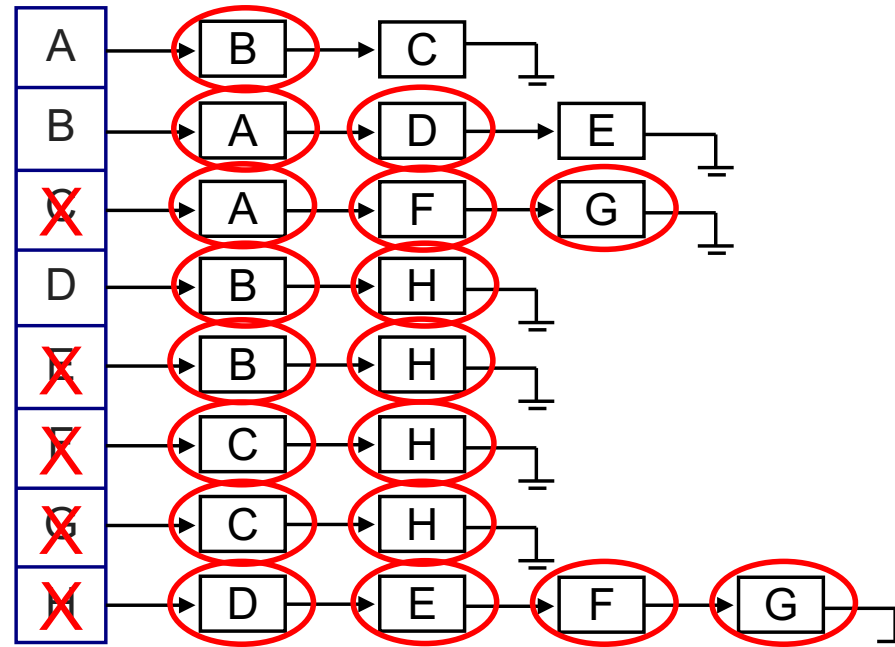 A B C
B A D E
C A F G
D B H
E B H
F C H
G C H
H D E F G